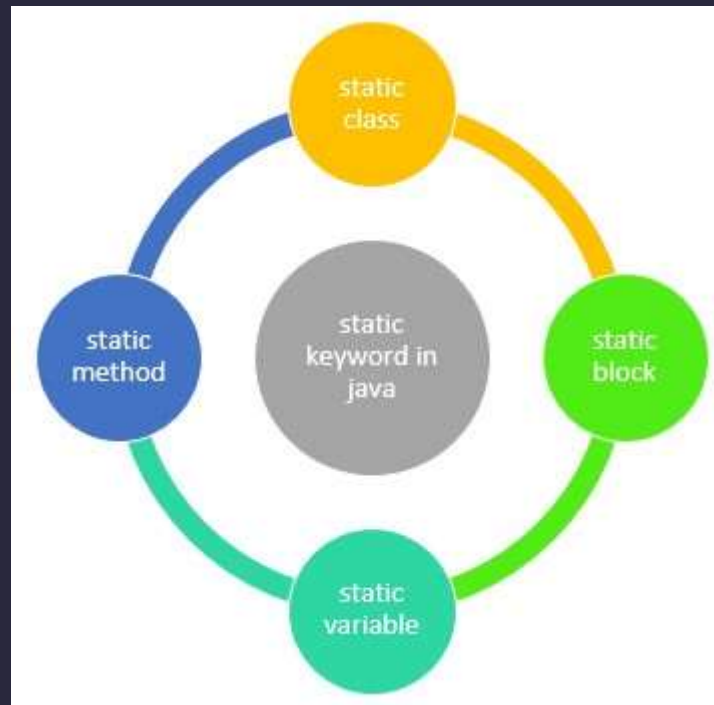 static
class
static
method
static
keyword in
java
static
block
static
variable